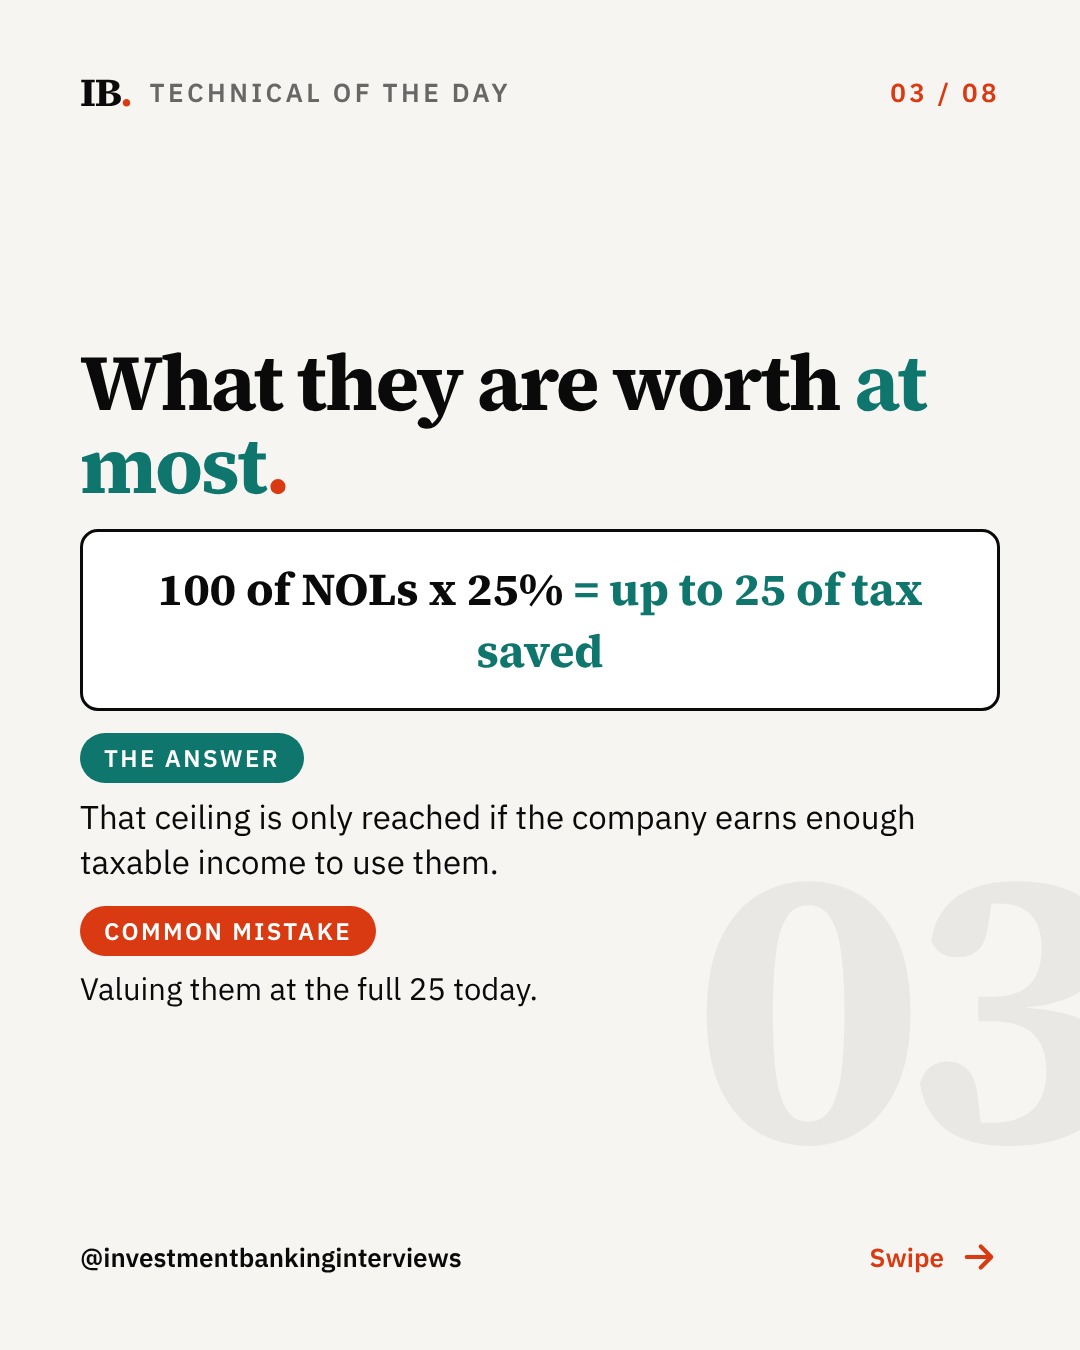 IB. TECHNICAL OF THE DAY
03 / 08
What they are worth at
most.
100 of NOLs x 25% = up to 25 of tax
saved
THE ANSWER
That ceiling is only reached if the company earns enough
taxable income to use them.
COMMON MISTAKE
Valuing them at the full 25 today.
03
@investmentbankinginterviews
Swipe →